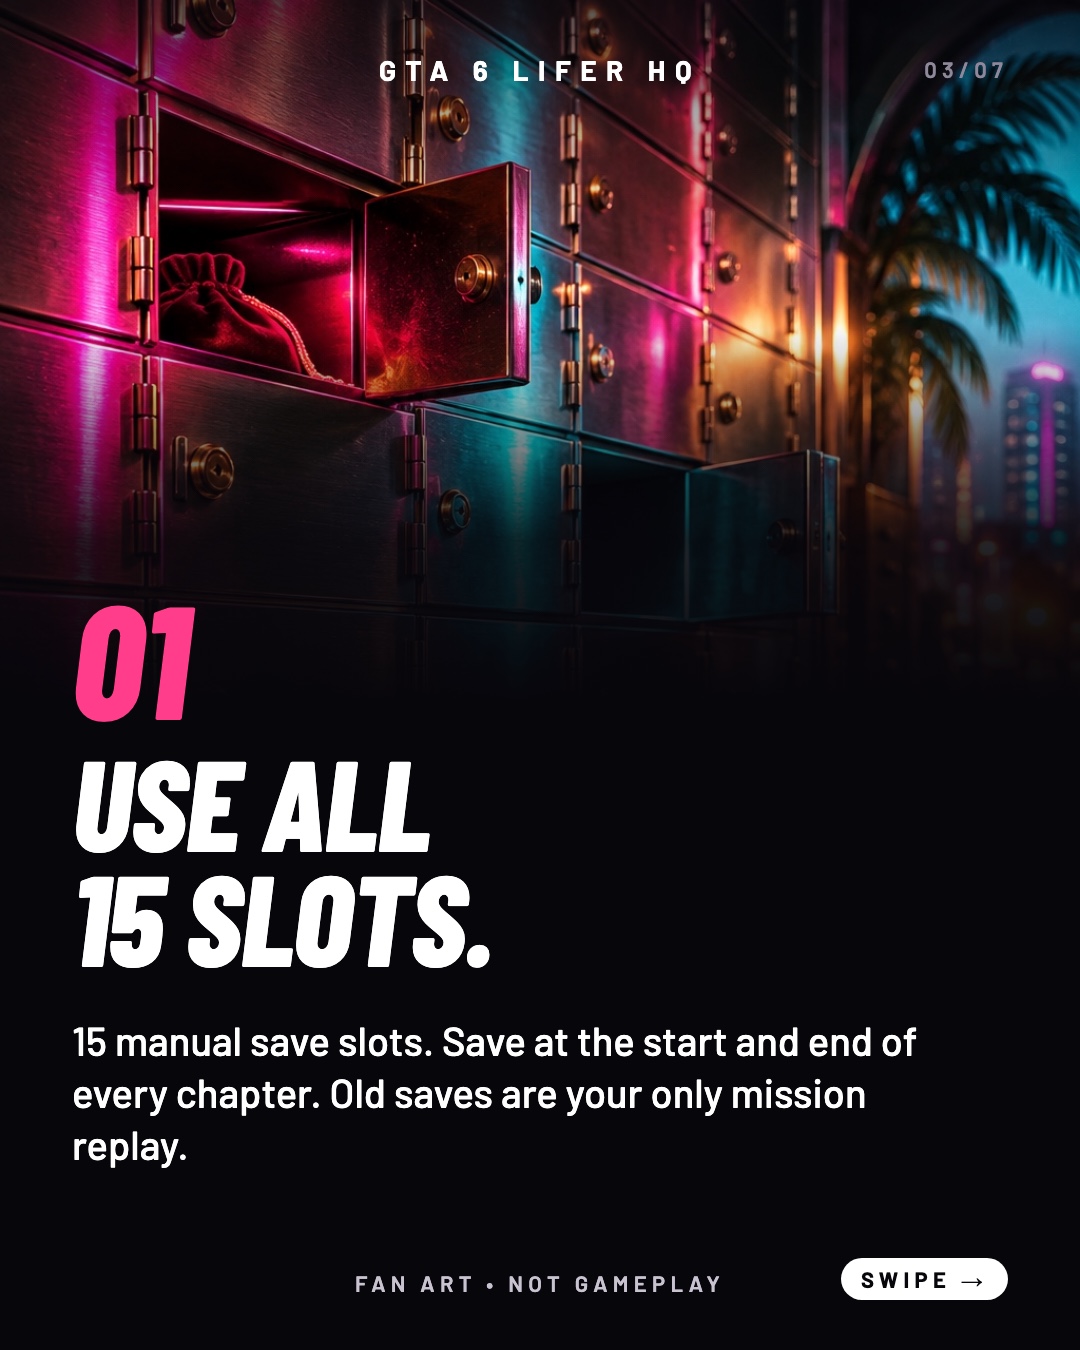 GTA 6 LIFER HQ
03/07
01
USE ALL
15 SLOTS.
15 manual save slots. Save at the start and end of
every chapter. Old saves are your only mission
replay.
FAN ART • NOT GAMEPLAY
SWIPE →